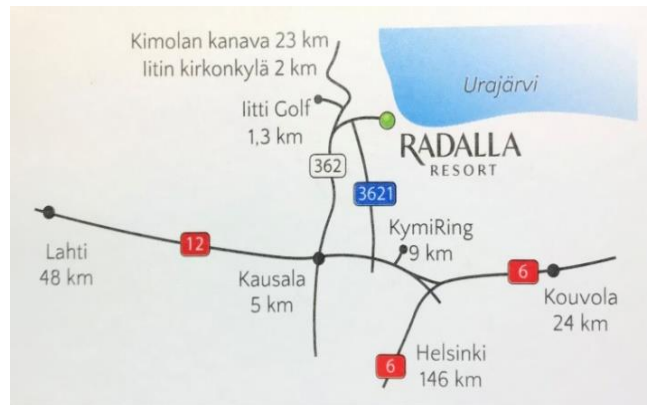 Kimolan kanava 23 km
Iitin kirkonkylä 2 km
Urajärvi
Iitti Golf
1,3 km
RADALLA
RESORT
362
3621
KymiRing
9 km
12
Lahti
48 km
Kausala
5 km
6
Kouvola
24 km
6
Helsinki
146 km